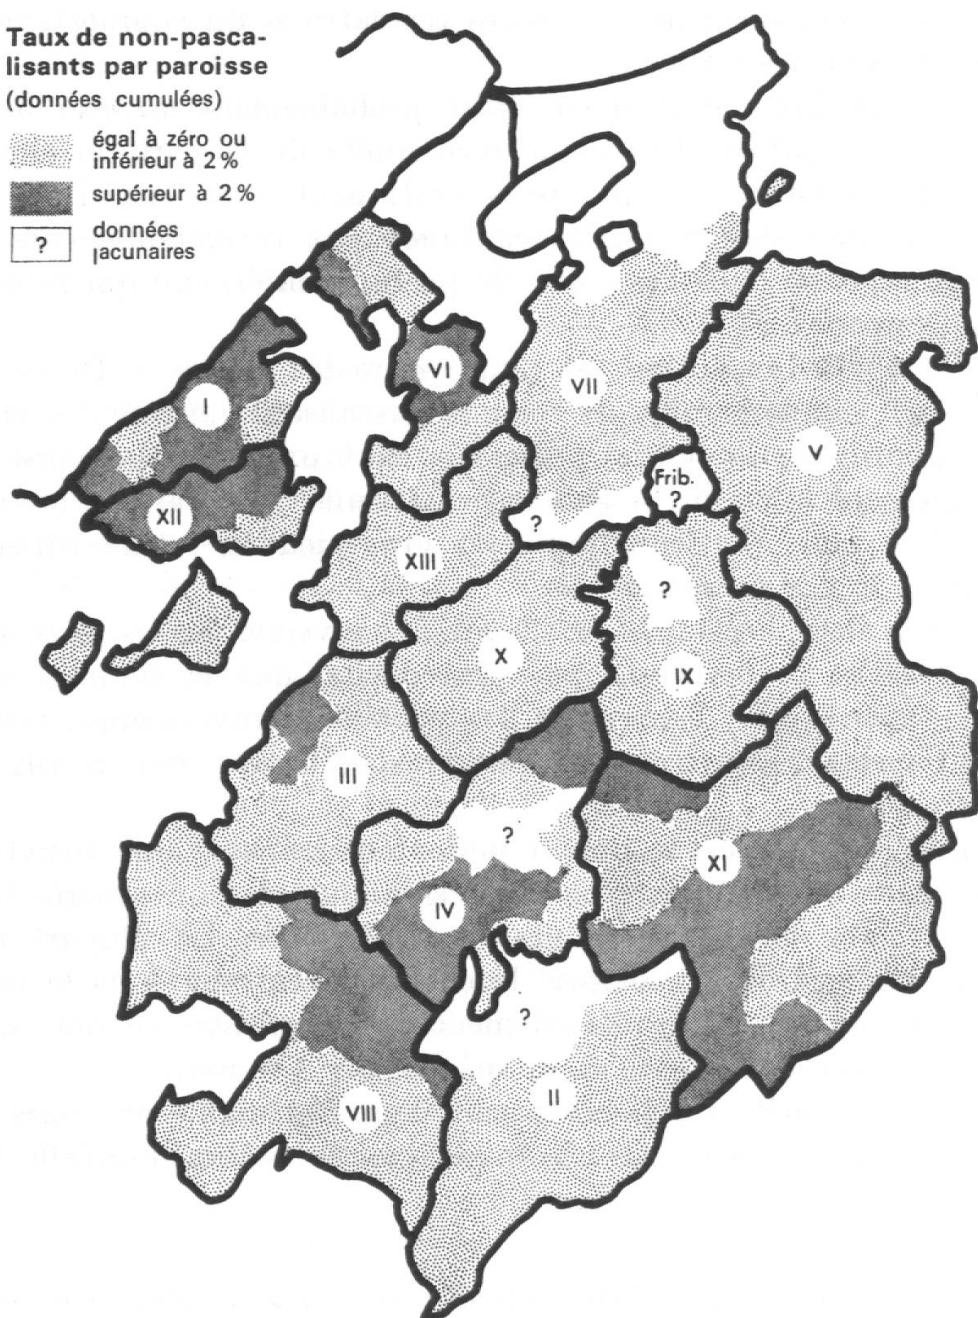 Taux de non-pasca-
lisants par paroisse
(données cumulées)
égal à zéro ou
inférieur à 2 %
supérieur à 2 %
?
données
lacunaires
VI
VII
I
V
Frib.
?
XII
?
XIII
?
X
IX
III
?
XI
IV
?
II
VIII